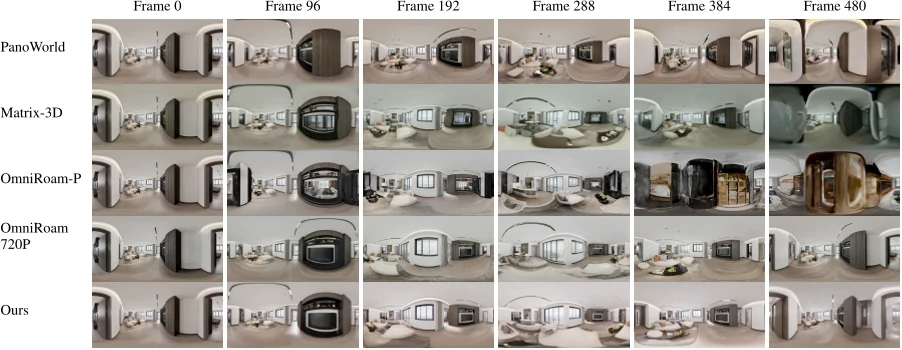 Frame 0 Frame 96 Frame 192 Frame 288 Frame 384 Frame 480
PanoWorld
Matrix-3D
OmniRoam-P
OmniRoam
720P
Ours